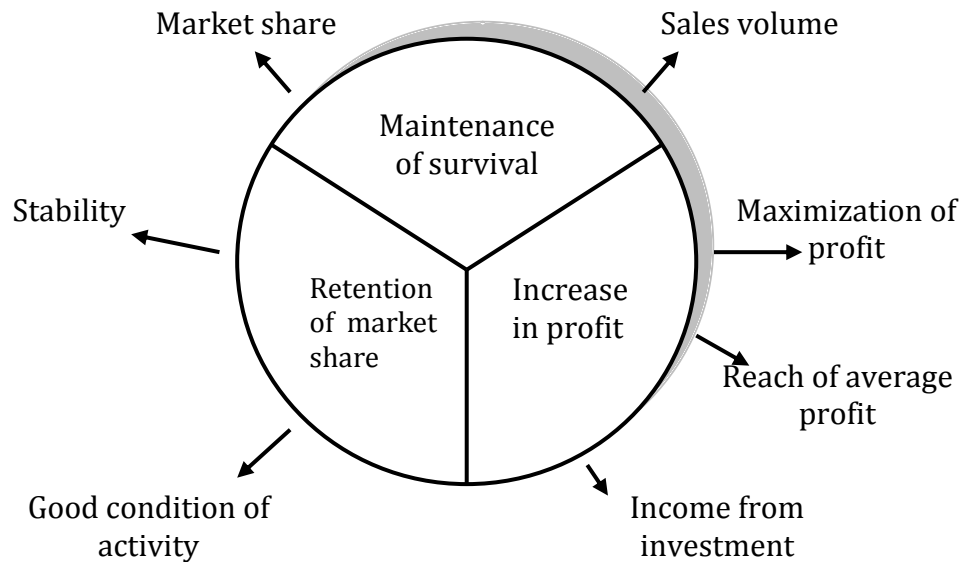 Market share
Sales volume
Maintenance
of survival
Stability
Maximization of
profit
Retention
of market
share
Increase
in profit
Reach of average
profit
Good condition of
activity
Income from
investment